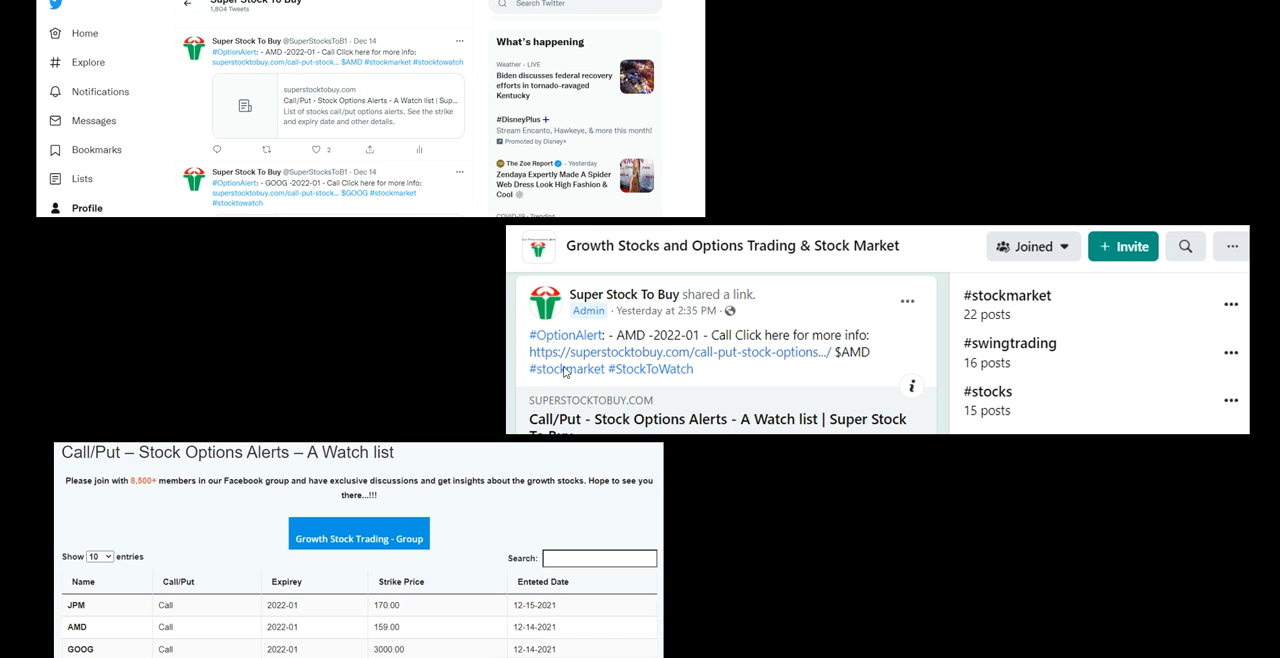 Super Stock To Buy
1,804 Tweets
Search Twitter
Home
Explore
Notifications
Messages
Bookmarks
Lists
Profile
Super Stock To Buy @SuperStocksToB1 · Dec 14
#OptionAlert: - AMD -2022-01 - Call Click here for more info:
superstocktobuy.com/call-put-stock... $AMD #stockmarket #stocktowatch
superstocktobuy.com
Call/Put - Stock Options Alerts - A Watch list | Sup...
List of stocks call/put options alerts. See the strike
and expiry date and other details.
2
Super Stock To Buy @SuperStocksToB1 · Dec 14
#OptionAlert: - GOOG -2022-01 - Call Click here for more info:
superstocktobuy.com/call-put-stock... $GOOG #stockmarket
#stocktowatch
What's happening
Weather · LIVE
Biden discusses federal recovery
efforts in tornado-ravaged
Kentucky
#DisneyPlus
Stream Encanto, Hawkeye, & more this month!
Promoted by Disney+
The Zoe Report · Yesterday
Zendaya Expertly Made A Spider
Web Dress Look High Fashion &
Cool
COVID-19 · Trending
Growth Stocks and Options Trading & Stock Market
Joined
+ Invite
Super Stock To Buy shared a link.
Admin · Yesterday at 2:35 PM ·
#OptionAlert: - AMD -2022-01 - Call Click here for more info:
https://superstocktobuy.com/call-put-stock-options.../ $AMD
#stockmarket #StockToWatch
SUPERSTOCKTOBUY.COM
Call/Put - Stock Options Alerts - A Watch list | Super Stock
To Buy
#stockmarket
22 posts
#swingtrading
16 posts
#stocks
15 posts
Call/Put – Stock Options Alerts – A Watch list
Please join with 8,500+ members in our Facebook group and have exclusive discussions and get insights about the growth stocks. Hope to see you
there...!!!
Growth Stock Trading - Group
Show 10 entries
Search:
Name Call/Put Expirey Strike Price Enteted Date
JPM Call 2022-01 170.00 12-15-2021
AMD Call 2022-01 159.00 12-14-2021
GOOG Call 2022-01 3000.00 12-14-2021